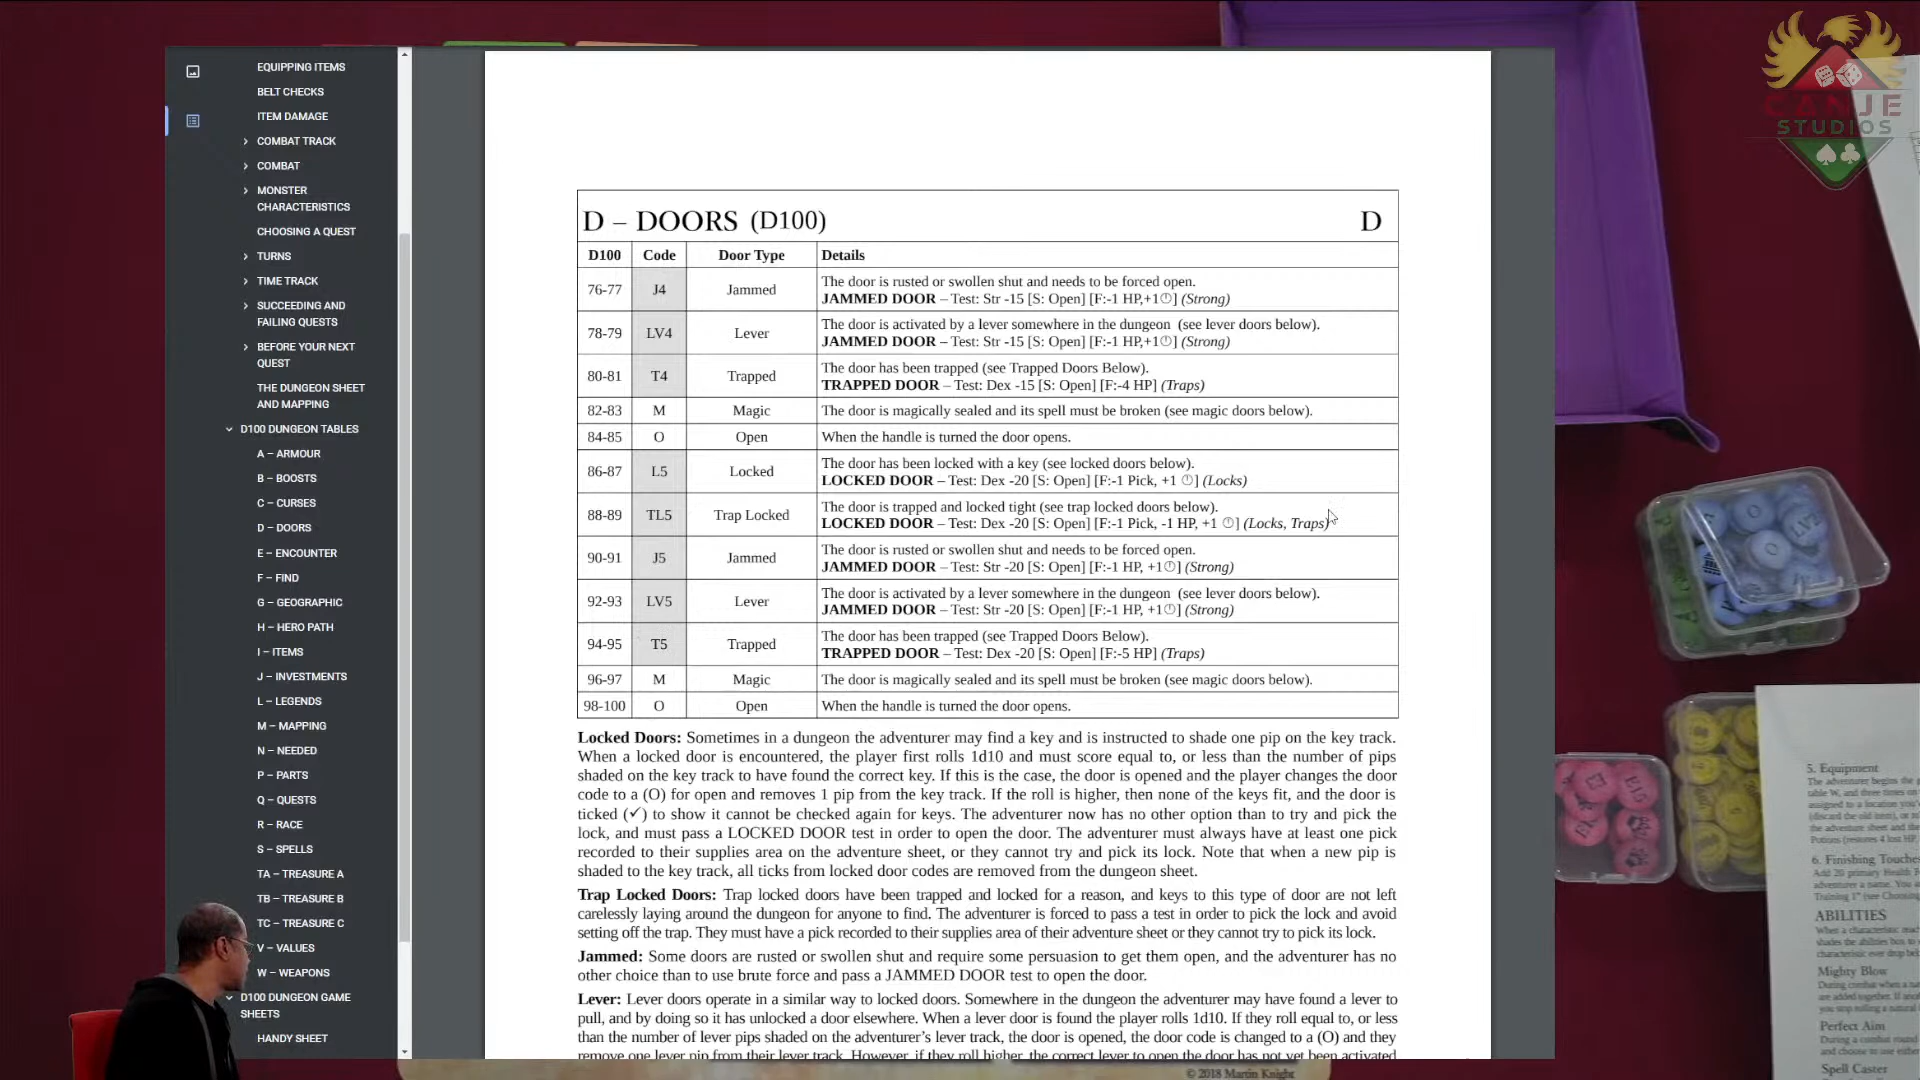 CANJE
STUDIOS
EQUIPPING ITEMS
BELT CHECKS
ITEM DAMAGE
COMBAT TRACK
COMBAT
MONSTER
CHARACTERISTICS
CHOOSING A QUEST
TURNS
TIME TRACK
SUCCEEDING AND
FAILING QUESTS
BEFORE YOUR NEXT
QUEST
THE DUNGEON SHEET
AND MAPPING
D100 DUNGEON TABLES
A – ARMOUR
B – BOOSTS
C – CURSES
D – DOORS
E – ENCOUNTER
F – FIND
G – GEOGRAPHIC
H – HERO PATH
I – ITEMS
J – INVESTMENTS
L – LEGENDS
M – MAPPING
N – NEEDED
P – PARTS
Q – QUESTS
R – RACE
S – SPELLS
TA – TREASURE A
TB – TREASURE B
TC – TREASURE C
V – VALUES
W – WEAPONS
D100 DUNGEON GAME
SHEETS
HANDY SHEET
D – DOORS (D100) D
D100 Code Door Type Details
76-77 J4 Jammed The door is rusted or swollen shut and needs to be forced open.
JAMMED DOOR – Test: Str -15 [S: Open] [F:-1 HP,+1🕛] (Strong)
78-79 LV4 Lever The door is activated by a lever somewhere in the dungeon (see lever doors below).
JAMMED DOOR – Test: Str -15 [S: Open] [F:-1 HP,+1🕛] (Strong)
80-81 T4 Trapped The door has been trapped (see Trapped Doors Below).
TRAPPED DOOR – Test: Dex -15 [S: Open] [F:-4 HP] (Traps)
82-83 M Magic The door is magically sealed and its spell must be broken (see magic doors below).
84-85 O Open When the handle is turned the door opens.
86-87 L5 Locked The door has been locked with a key (see locked doors below).
LOCKED DOOR – Test: Dex -20 [S: Open] [F:-1 Pick, +1 🕛] (Locks)
88-89 TL5 Trap Locked The door is trapped and locked tight (see trap locked doors below).
LOCKED DOOR – Test: Dex -20 [S: Open] [F:-1 Pick, -1 HP, +1 🕛] (Locks, Traps)
90-91 J5 Jammed The door is rusted or swollen shut and needs to be forced open.
JAMMED DOOR – Test: Str -20 [S: Open] [F:-1 HP, +1🕛] (Strong)
92-93 LV5 Lever The door is activated by a lever somewhere in the dungeon (see lever doors below).
JAMMED DOOR – Test: Str -20 [S: Open] [F:-1 HP, +1🕛] (Strong)
94-95 T5 Trapped The door has been trapped (see Trapped Doors Below).
TRAPPED DOOR – Test: Dex -20 [S: Open] [F:-5 HP] (Traps)
96-97 M Magic The door is magically sealed and its spell must be broken (see magic doors below).
98-100 O Open When the handle is turned the door opens.
Locked Doors: Sometimes in a dungeon the adventurer may find a key and is instructed to shade one pip on the key track.
When a locked door is encountered, the player first rolls 1d10 and must score equal to, or less than the number of pips
shaded on the key track to have found the correct key. If this is the case, the door is opened and the player changes the door
code to a (O) for open and removes 1 pip from the key track. If the roll is higher, then none of the keys fit, and the door is
ticked (✓) to show it cannot be checked again for keys. The adventurer now has no other option than to try and pick the
lock, and must pass a LOCKED DOOR test in order to open the door. The adventurer must always have at least one pick
recorded to their supplies area on the adventure sheet, or they cannot try and pick its lock. Note that when a new pip is
shaded to the key track, all ticks from locked door codes are removed from the dungeon sheet.
Trap Locked Doors: Trap locked doors have been trapped and locked for a reason, and keys to this type of door are not left
carelessly laying around the dungeon for anyone to find. The adventurer is forced to pass a test in order to pick the lock and avoid
setting off the trap. They must have a pick recorded to their supplies area of their adventure sheet or they cannot try to pick its lock.
Jammed: Some doors are rusted or swollen shut and require some persuasion to get them open, and the adventurer has no
other choice than to use brute force and pass a JAMMED DOOR test to open the door.
Lever: Lever doors operate in a similar way to locked doors. Somewhere in the dungeon the adventurer may have found a lever to
pull, and by doing so it has unlocked a door elsewhere. When a lever door is found the player rolls 1d10. If they roll equal to, or less
than the number of lever pips shaded on the adventurer's lever track, the door is opened, the door code is changed to a (O) and they
remove one lever pip from their lever track. However, if they roll higher, the correct lever to open the door has not yet been activated
© 2018 Martin Knight
5. Equipment
6. Finishing Touches
ABILITIES
Mighty Blow
Perfect Aim
Spell Caster